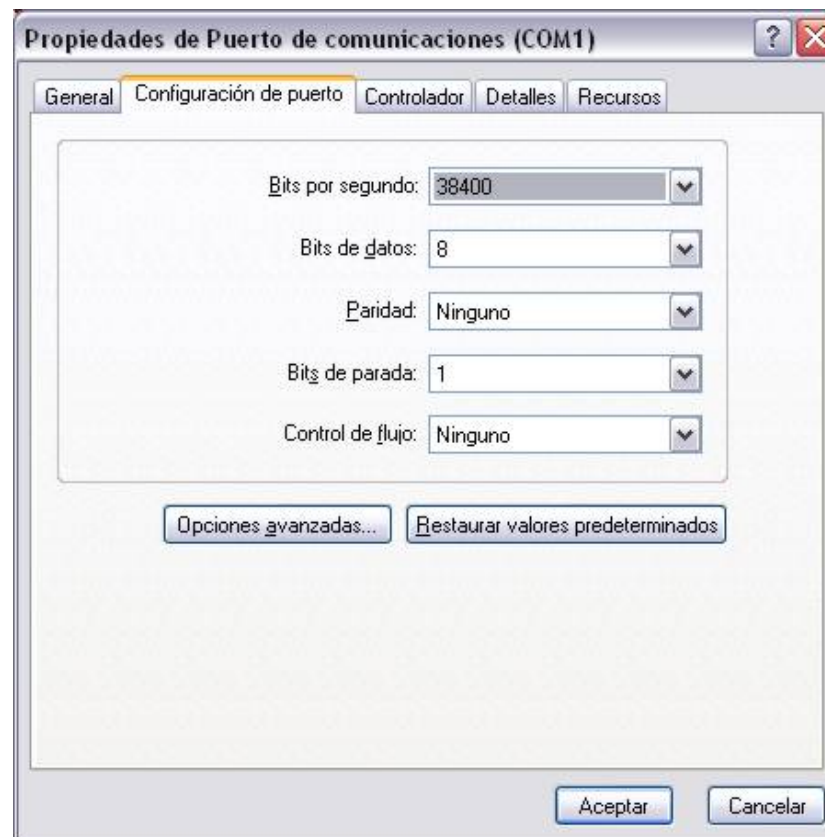 Propiedades de Puerto de comunicaciones (COM1)
General Configuración de puerto Controlador Detalles Recursos
Bits por segundo: 38400
Bits de datos: 8
Paridad: Ninguno
Bits de parada: 1
Control de flujo: Ninguno
Opciones avanzadas... Restaurar valores predeterminados
Aceptar Cancelar